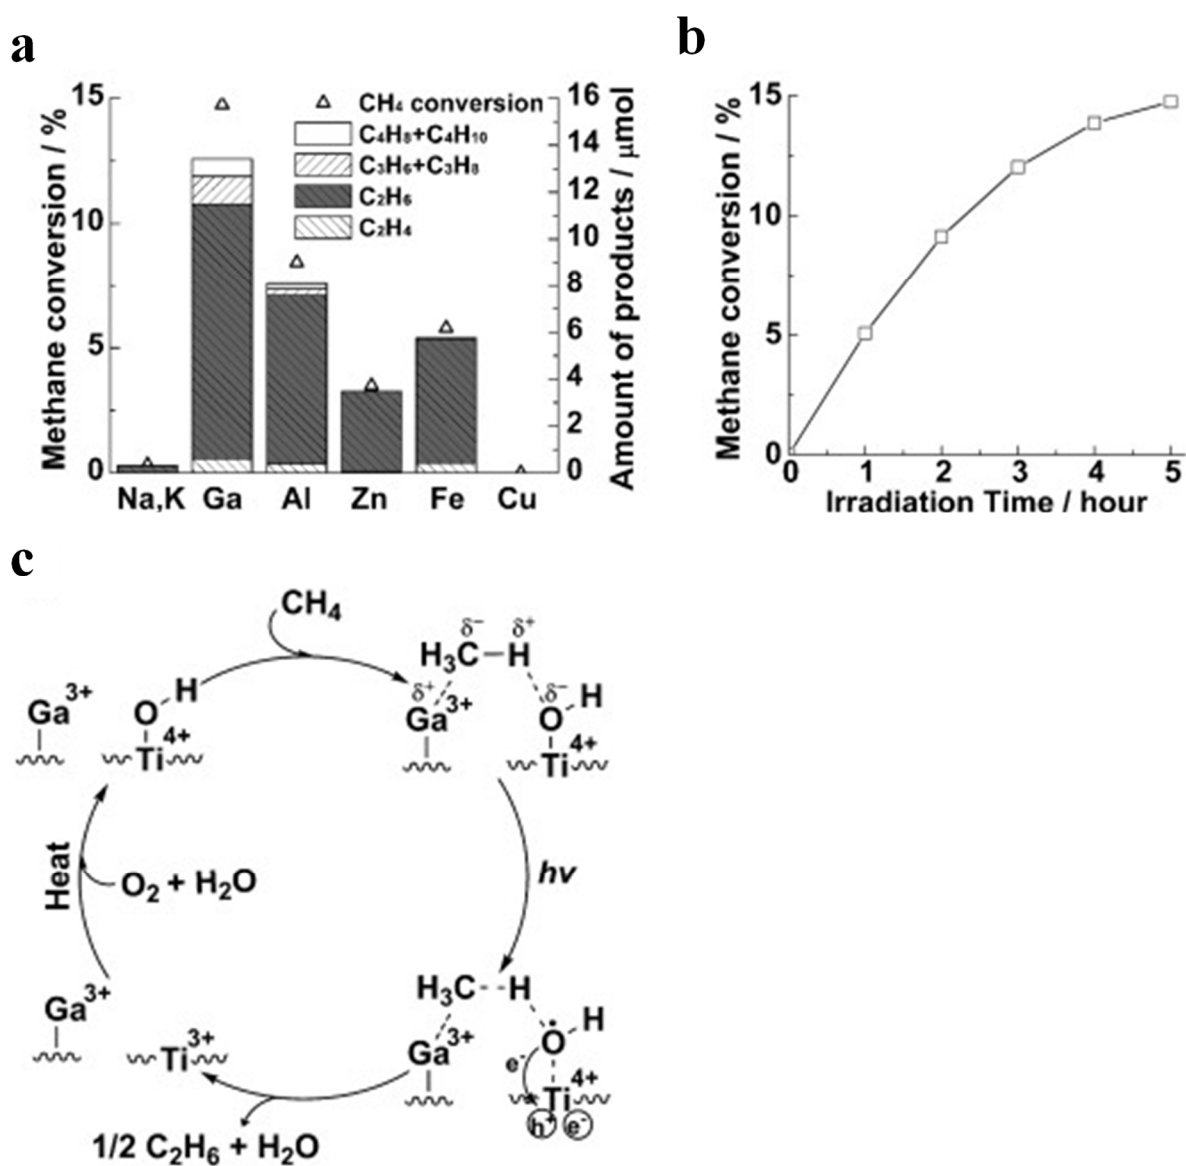 a
Methane conversion / %
15
10
5
0
CH₄ conversion
C₄H₈+C₄H₁₀
C₃H₆+C₃H₈
C₂H₆
C₂H₄
16
14
12
10
8
6
4
2
0
Amount of products / μmol
Na,K Ga Al Zn Fe Cu
b
Methane conversion / %
15
10
5
0
0 1 2 3 4 5
Irradiation Time / hour
c
CH₄
Ga³⁺
O H
Ti⁴⁺
δ⁻ δ⁺
H₃C H
δ⁺
Ga³⁺
δ⁻
O H
Ti⁴⁺
hν
H₃C H
Ga³⁺
O H
e⁻
Ti⁴⁺
h⁺ e⁻
1/2 C₂H₆ + H₂O
Ga³⁺
Ti³⁺
Heat
O₂ + H₂O